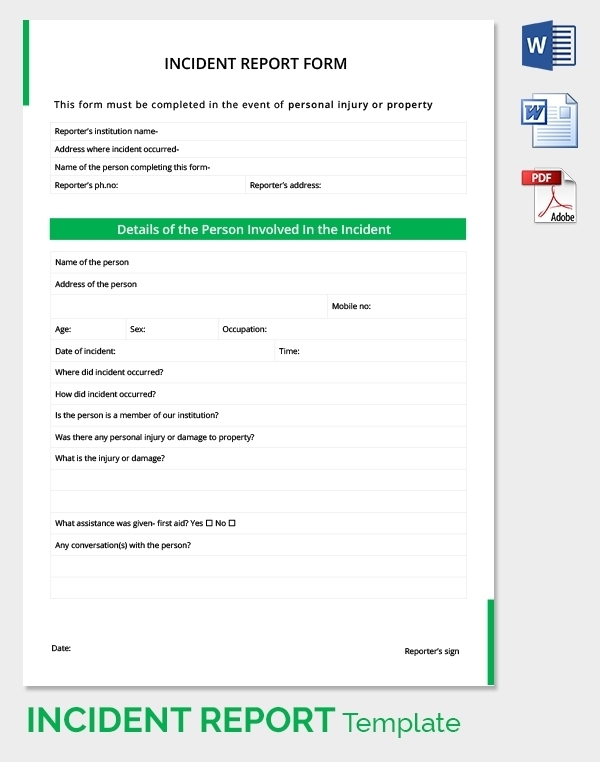 INCIDENT REPORT FORM
This form must be completed in the event of personal injury or property
Reporter's institution name-
Address where incident occurred-
Name of the person completing this form-
Reporter's ph.no: Reporter's address:
Details of the Person Involved In the Incident
Name of the person
Address of the person
Mobile no:
Age: Sex: Occupation:
Date of incident: Time:
Where did incident occurred?
How did incident occurred?
Is the person is a member of our institution?
Was there any personal injury or damage to property?
What is the injury or damage?
What assistance was given- first aid? Yes ☐ No ☐
Any conversation(s) with the person?
Date: Reporter's sign
INCIDENT REPORT Template
W
W
PDF
Adobe